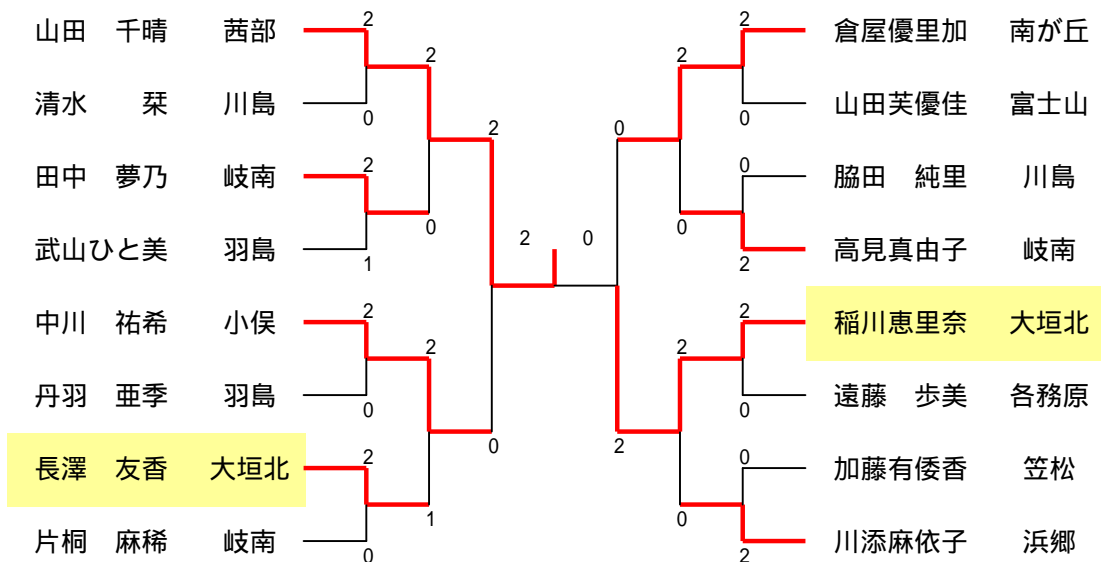 山田 千晴 茜部
清水 栞 川島
田中 夢乃 岐南
武山ひと美 羽島
中川 祐希 小俣
丹羽 亜季 羽島
長澤 友香 大垣北
片桐 麻稀 岐南
2
0
2
1
2
0
2
0
2
0
2
1
2
0
2 0
0
2
2
0
2
0
2
0
0
2
2
0
0
2
倉屋優里加 南が丘
山田芙優佳 富士山
脇田 純里 川島
高見真由子 岐南
稲川恵里奈 大垣北
遠藤 歩美 各務原
加藤有倭香 笠松
川添麻依子 浜郷